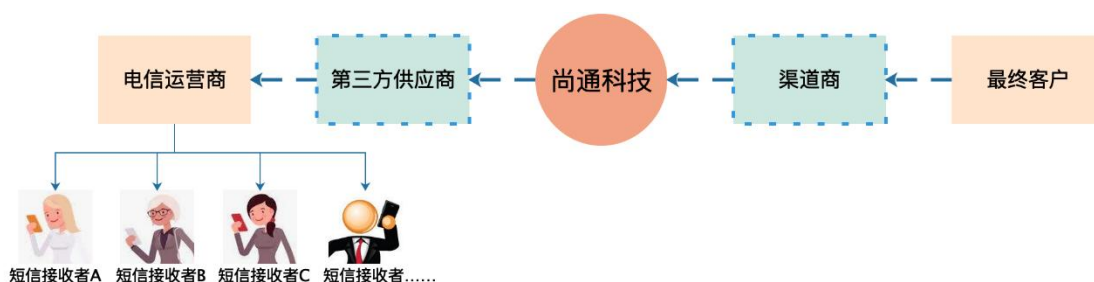 电信运营商
第三方供应商
尚通科技
渠道商
最终客户
短信接收者A
短信接收者B
短信接收者C
短信接收者……